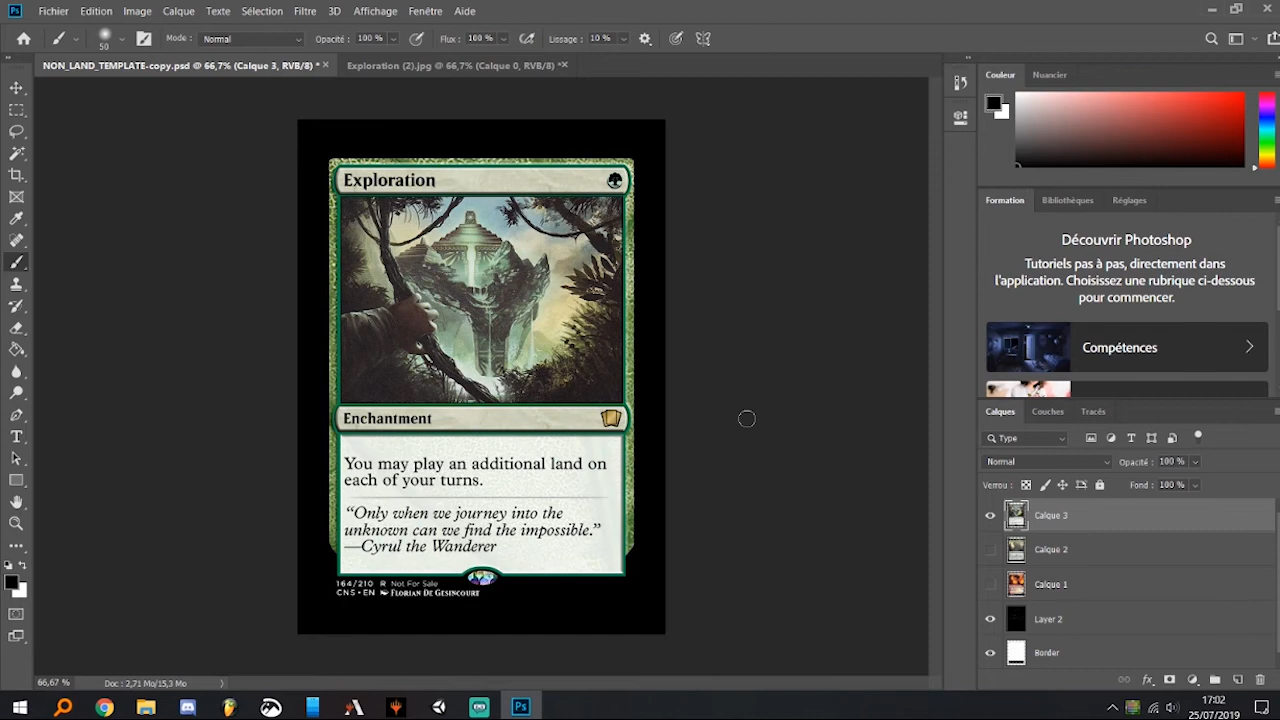 Fichier Edition Image Calque Texte Sélection Filtre 3D Affichage Fenêtre Aide
50 Mode : Normal Opacité : 100 % Flux : 100 % Lissage : 10 %
NON_LAND_TEMPLATE-copy.psd @ 66,7% (Calque 3, RVB/8) * × Exploration (2).jpg @ 66,7% (Calque 0, RVB/8) * ×
Couleur Nuancier
Exploration
Formation Bibliothèques Réglages
Découvrir Photoshop
Tutoriels pas à pas, directement dans
l'application. Choisissez une rubrique ci-dessous
pour commencer.
Compétences
Enchantment
Calques Couches Tracés
Type
Normal Opacité : 100 %
Verrou : Fond : 100 %
You may play an additional land on
each of your turns.
“Only when we journey into the
unknown can we find the impossible.”
—Cyrul the Wanderer
Calque 3
Calque 2
Calque 1
Layer 2
Border
164/210 R Not For Sale
CNS • EN Florian De Gesincourt
66,67 % Doc : 2,71 Mo/15,3 Mo
Ps
17:02
25/07/2019